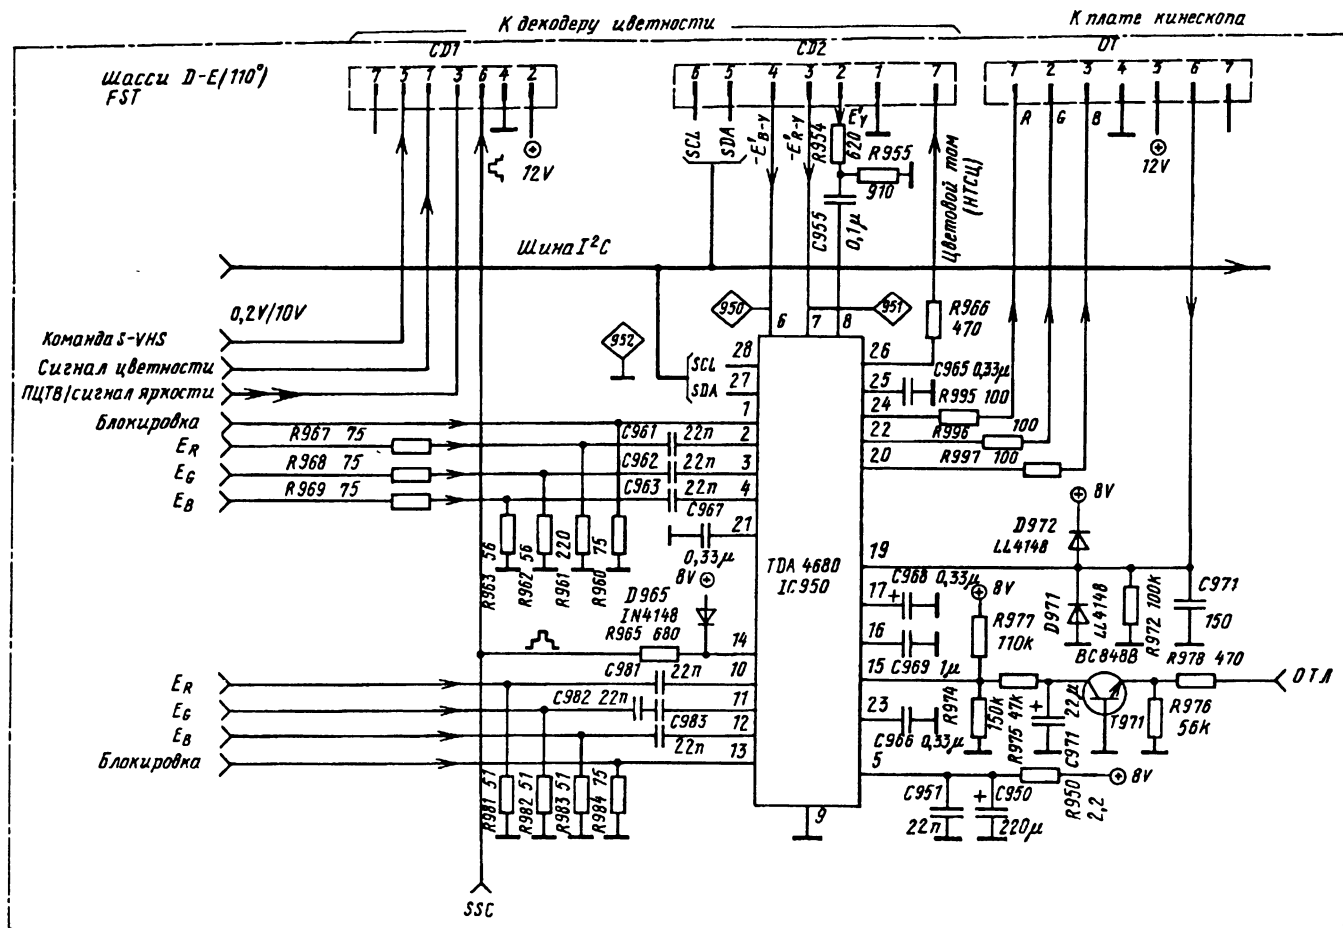 К декодеру цветности
К плате кинескопа
CD1
CD2
ОТ
Шасси D-E/110°)
FST
7 5 1 3 6 4 2
6 5 4 3 2 1 7
1 2 3 4 5 6 7
12V
SCL
SDA
-E'B-Y
-E'R-Y
R954
620
E'Y
R955
910
C955
0,1µ
Цветовой том
(НТСЦ)
R
G
B
12V
Шина I²C
0,2V/10V
Команда S-VHS
Сигнал цветности
ПЦТВ/сигнал яркости
Блокировка
ER
EG
EB
R967 75
R968 75
R969 75
952
950
951
6 7 8
28
27
SCL
SDA
1
2
3
4
21
C961 22п
C962 22п
C963 22п
C967
0,33µ
R963 56
R962 56
R961 220
R960 75
8V
D965
IN4148
R965 680
14
10
11
12
13
TDA 4680
IC950
9
26
25
24
22
20
19
17
16
15
23
5
R966
470
C965 0,33µ
R995 100
R996 100
R997 100
8V
D972
LL4148
D971
LL4148
R972 100k
C971
150
C968 0,33µ
8V
R977
110k
C969 1µ
BC848B
R978 470
ОТЛ
R974
150k
R975 47k
C971 22µ
T971
R976
56k
C966 0,33µ
C951
22п
C950
220µ
R950
2,2
8V
C981 22п
C982 22п
C983
22п
ER
EG
EB
Блокировка
R981 51
R982 51
R983 51
R984 75
SSC